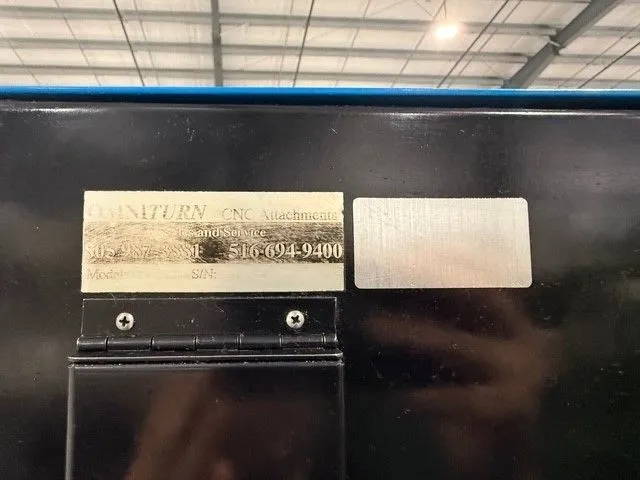 OMNITURN CNC Attachments
and Service
516-694-9400
Model: S/N: